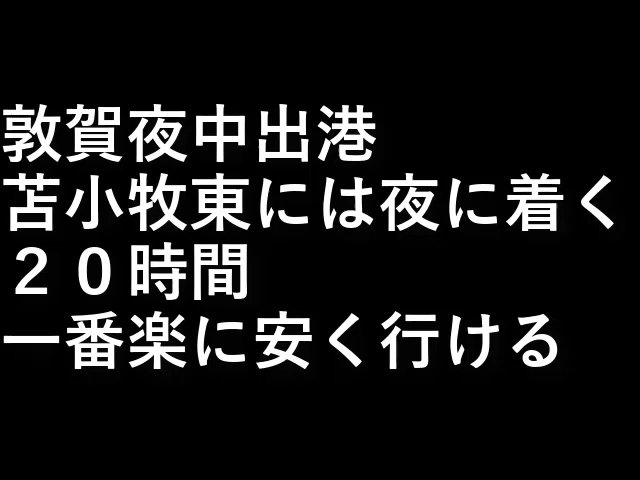 敦賀夜中出港
苫小牧東には夜に着く
２０時間
一番楽に安く行ける